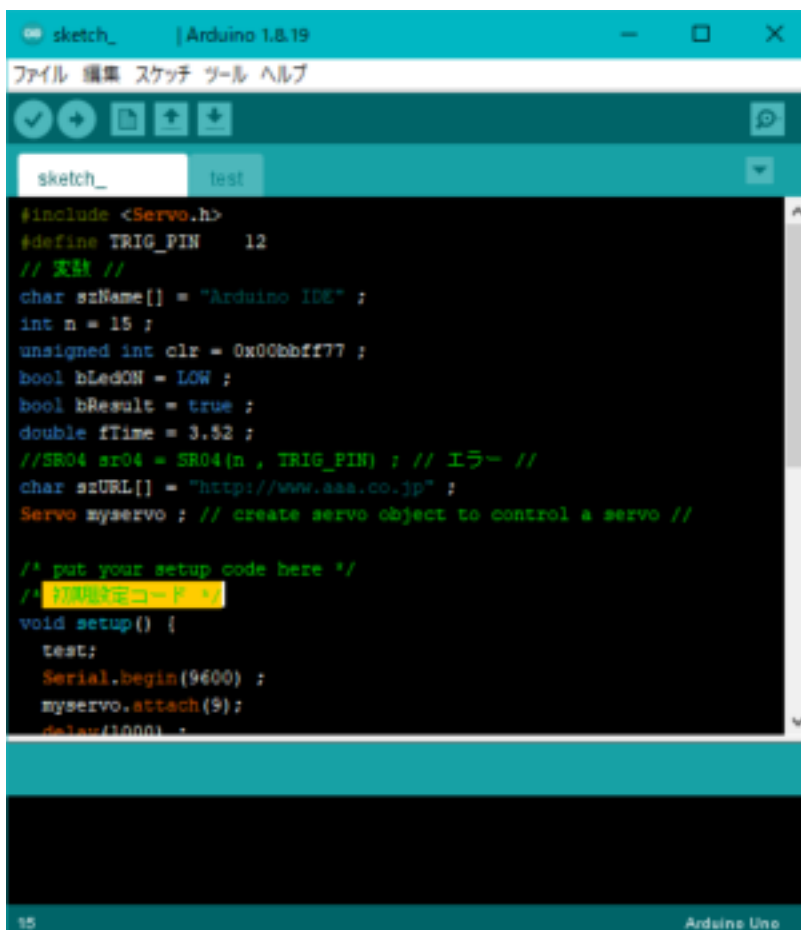 sketch_ | Arduino 1.8.19
ファイル 編集 スケッチ ツール ヘルプ
sketch_ test
#include <Servo.h>
#define TRIG_PIN 12
// 変数 //
char szName[] = "Arduino IDE" ;
int n = 15 ;
unsigned int clr = 0x00bbff77 ;
bool bLedON = LOW ;
bool bResult = true ;
double fTime = 3.52 ;
//SR04 sr04 = SR04(n , TRIG_PIN) ; // エラー //
char szURL[] = "http://www.aaa.co.jp" ;
Servo myservo ; // create servo object to control a servo //
/* put your setup code here */
/* 初期設定コード */
void setup() {
test;
Serial.begin(9600) ;
myservo.attach(9);
delay(1000) ;
15 Arduino Uno